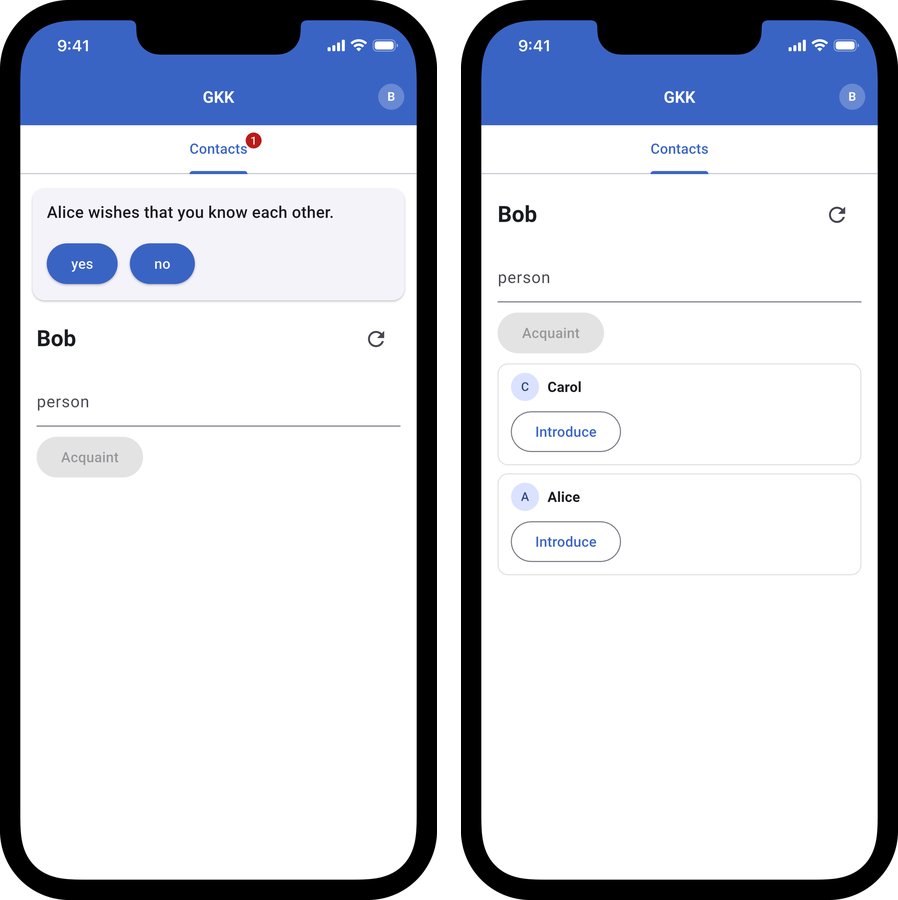 9:41
GKK
B
Contacts
1
Alice wishes that you know each other.
yes
no
Bob
person
Acquaint
9:41
GKK
B
Contacts
Bob
person
Acquaint
C
Carol
Introduce
A
Alice
Introduce